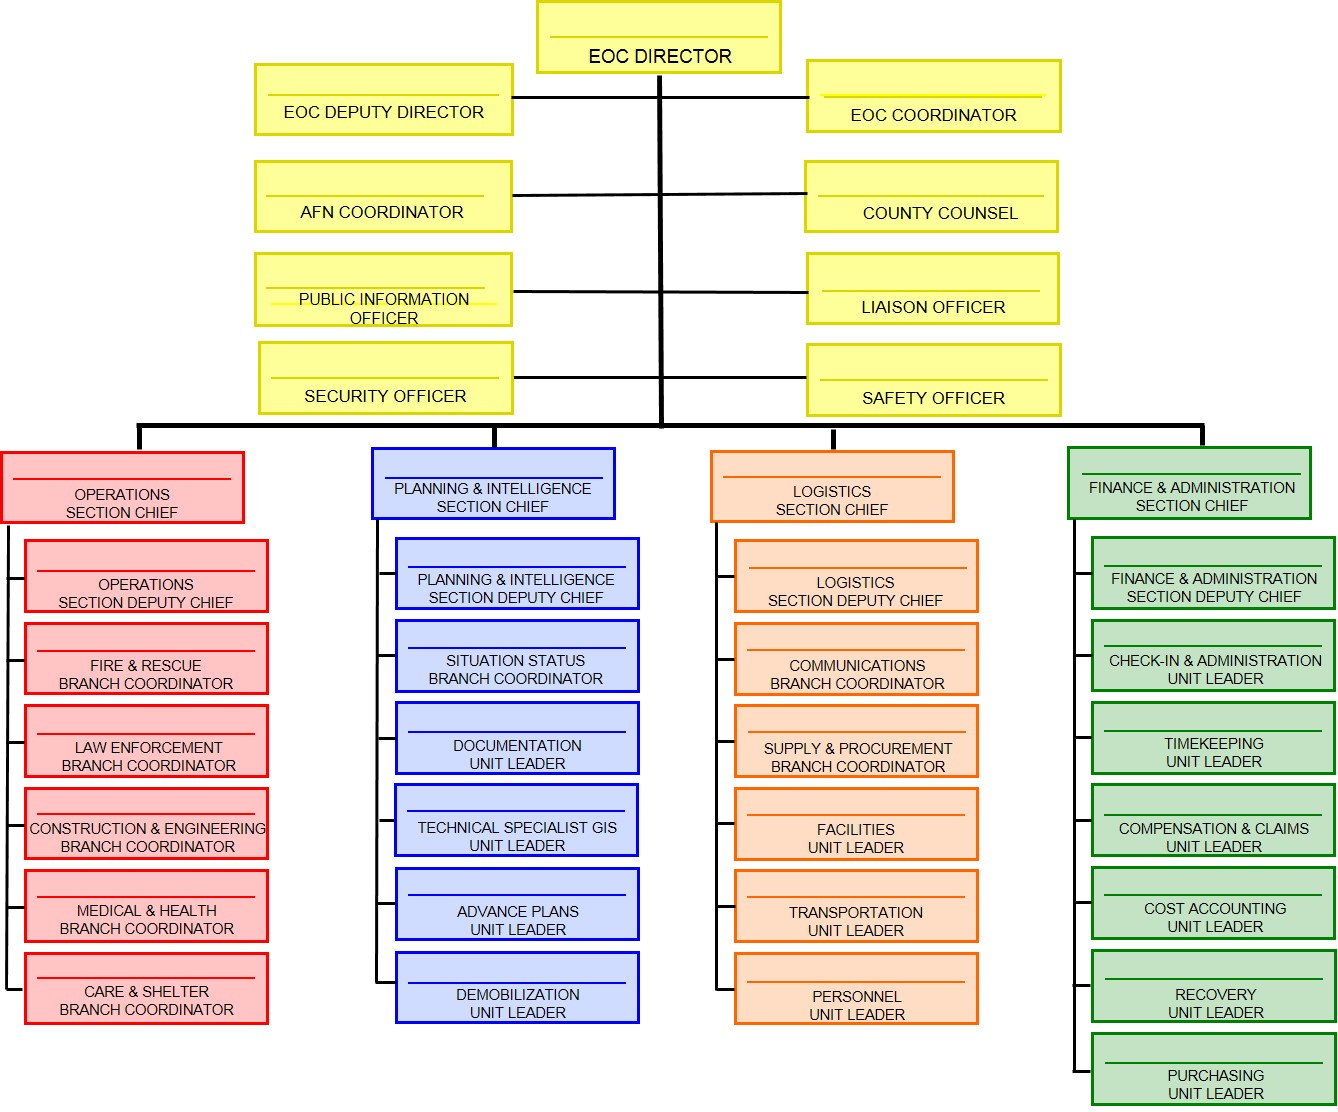 EOC DIRECTOR
EOC DEPUTY DIRECTOR
EOC COORDINATOR
AFN COORDINATOR
COUNTY COUNSEL
PUBLIC INFORMATION
OFFICER
LIAISON OFFICER
SECURITY OFFICER
SAFETY OFFICER
OPERATIONS
SECTION CHIEF
OPERATIONS
SECTION DEPUTY CHIEF
FIRE & RESCUE
BRANCH COORDINATOR
LAW ENFORCEMENT
BRANCH COORDINATOR
CONSTRUCTION & ENGINEERING
BRANCH COORDINATOR
MEDICAL & HEALTH
BRANCH COORDINATOR
CARE & SHELTER
BRANCH COORDINATOR
PLANNING & INTELLIGENCE
SECTION CHIEF
PLANNING & INTELLIGENCE
SECTION DEPUTY CHIEF
SITUATION STATUS
BRANCH COORDINATOR
DOCUMENTATION
UNIT LEADER
TECHNICAL SPECIALIST GIS
UNIT LEADER
ADVANCE PLANS
UNIT LEADER
DEMOBILIZATION
UNIT LEADER
LOGISTICS
SECTION CHIEF
LOGISTICS
SECTION DEPUTY CHIEF
COMMUNICATIONS
BRANCH COORDINATOR
SUPPLY & PROCUREMENT
BRANCH COORDINATOR
FACILITIES
UNIT LEADER
TRANSPORTATION
UNIT LEADER
PERSONNEL
UNIT LEADER
FINANCE & ADMINISTRATION
SECTION CHIEF
FINANCE & ADMINISTRATION
SECTION DEPUTY CHIEF
CHECK-IN & ADMINISTRATION
UNIT LEADER
TIMEKEEPING
UNIT LEADER
COMPENSATION & CLAIMS
UNIT LEADER
COST ACCOUNTING
UNIT LEADER
RECOVERY
UNIT LEADER
PURCHASING
UNIT LEADER